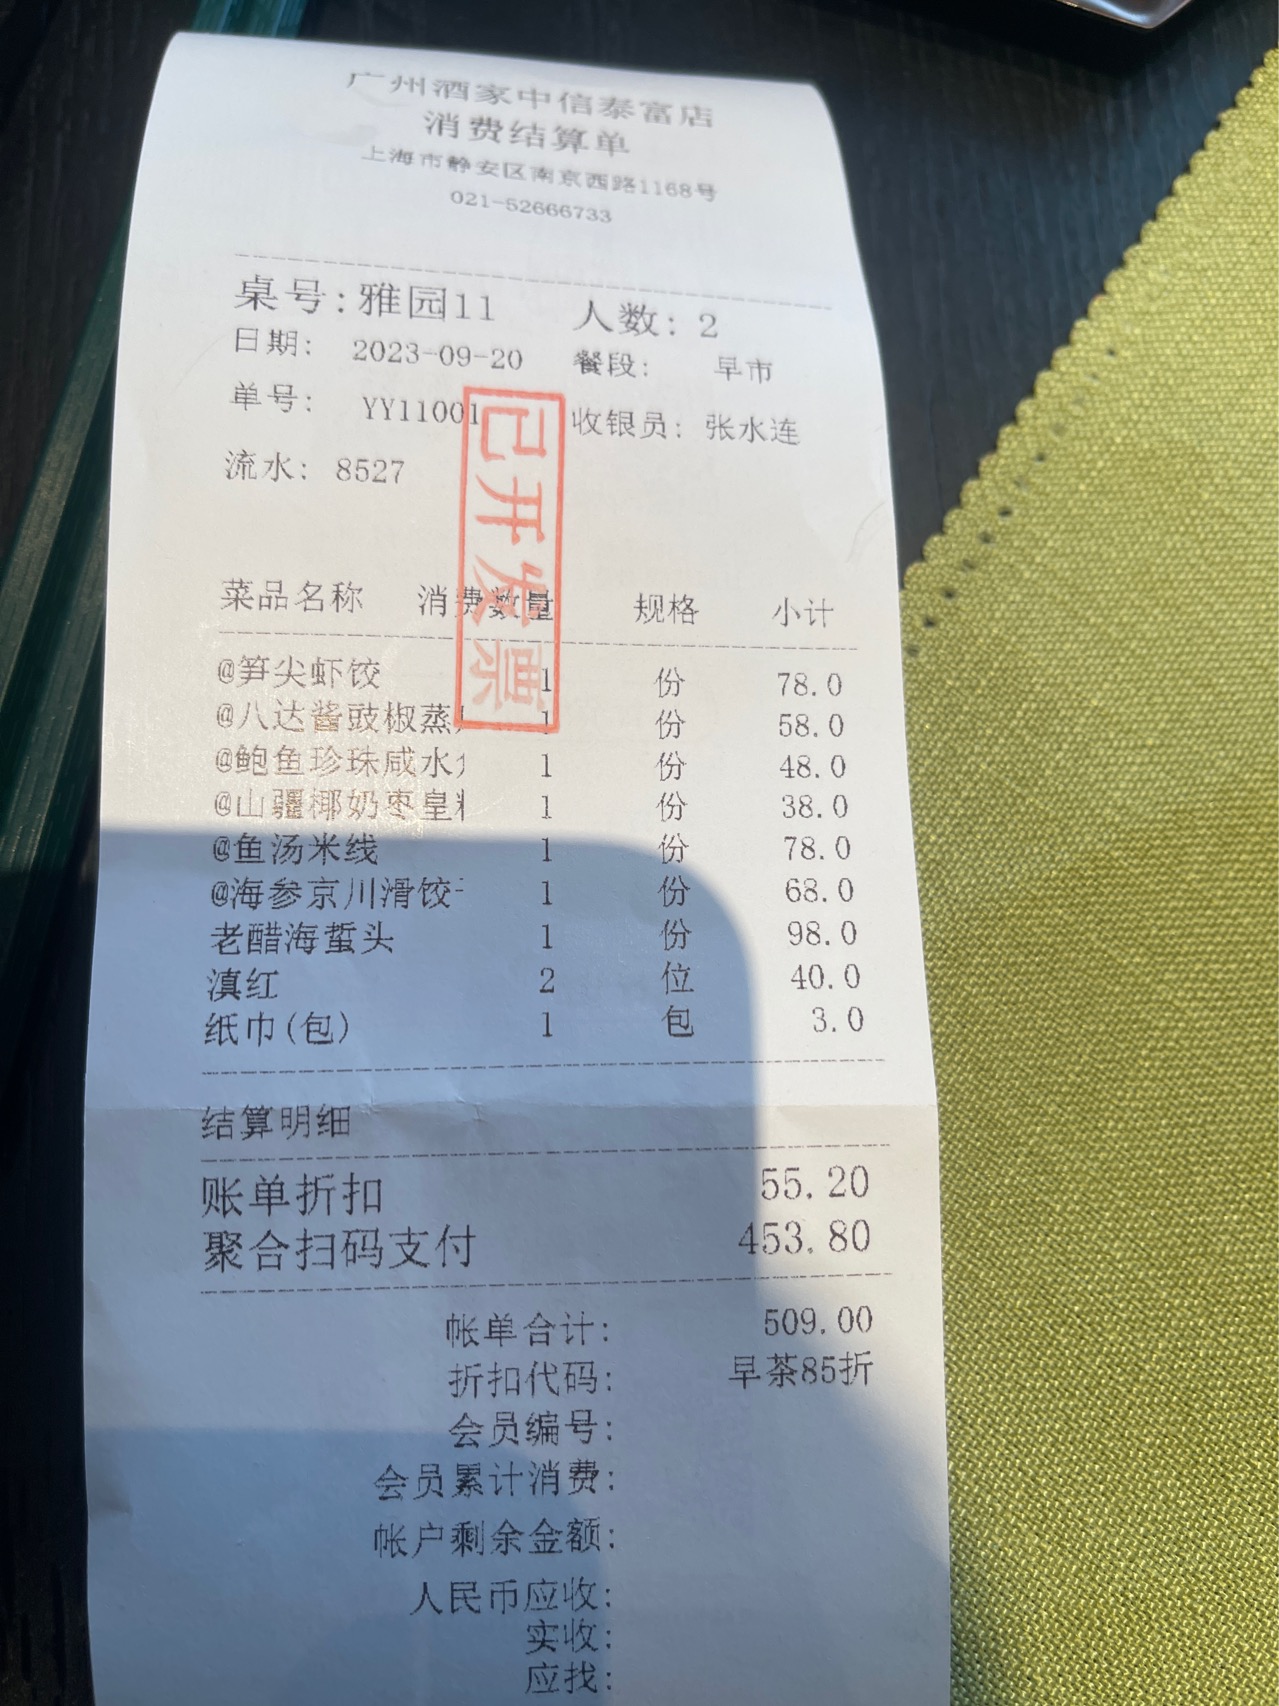 广州酒家中信泰富店
消费结算单
上海市静安区南京西路1168号
021-52666733
桌号:雅园11 人数: 2
日期: 2023-09-20 餐段: 早市
单号: YY11001 收银员: 张水连
流水: 8527
已开发票
菜品名称 消费数量 规格 小计
@笋尖虾饺 1 份 78.0
@八达酱豉椒蒸 1 份 58.0
@鲍鱼珍珠咸水 1 份 48.0
@山疆椰奶枣皇 1 份 38.0
@鱼汤米线 1 份 78.0
@海参京川滑饺 1 份 68.0
老醋海蜇头 1 份 98.0
滇红 2 位 40.0
纸巾(包) 1 包 3.0
结算明细
账单折扣 55.20
聚合扫码支付 453.80
帐单合计: 509.00
折扣代码: 早茶85折
会员编号:
会员累计消费:
帐户剩余金额:
人民币应收:
实收:
应找: